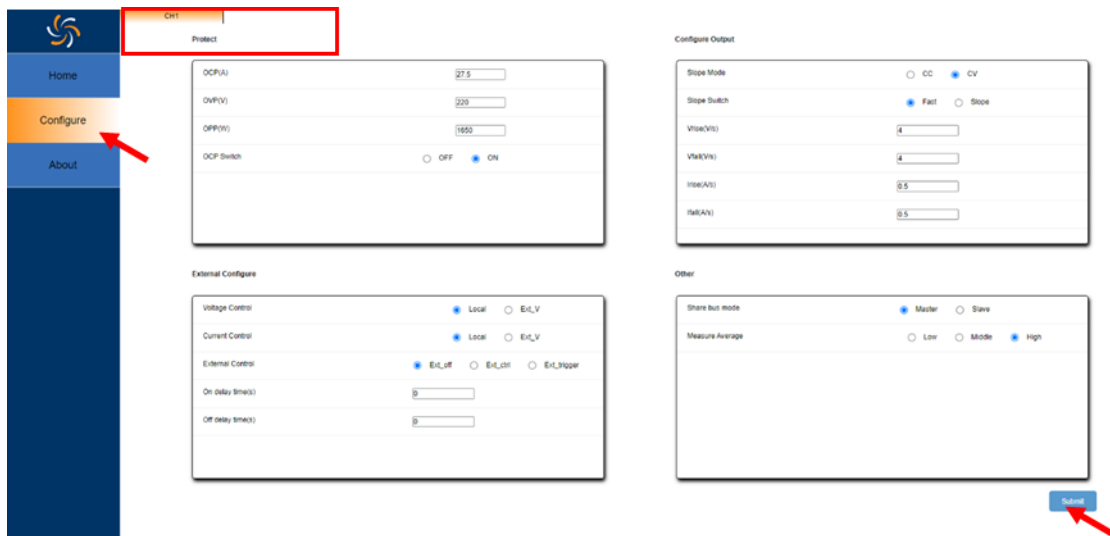 CH1
Home
Configure
About
Protect
OCP(A) 27.5
OVP(V) 220
OPP(W) 1650
OCP Switch OFF ON
Configure Output
Slope Mode CC CV
Slope Switch Fast Slope
Vrise(V/s) 4
Vfall(V/s) 4
Irise(A/s) 0.5
Ifall(A/s) 0.5
External Configure
Voltage Control Local Ext_V
Current Control Local Ext_V
External Control Ext_off Ext_ctrl Ext_trigger
On delay time(s) 0
Off delay time(s) 0
Other
Share bus mode Master Slave
Measure Average Low Middle High
Submit